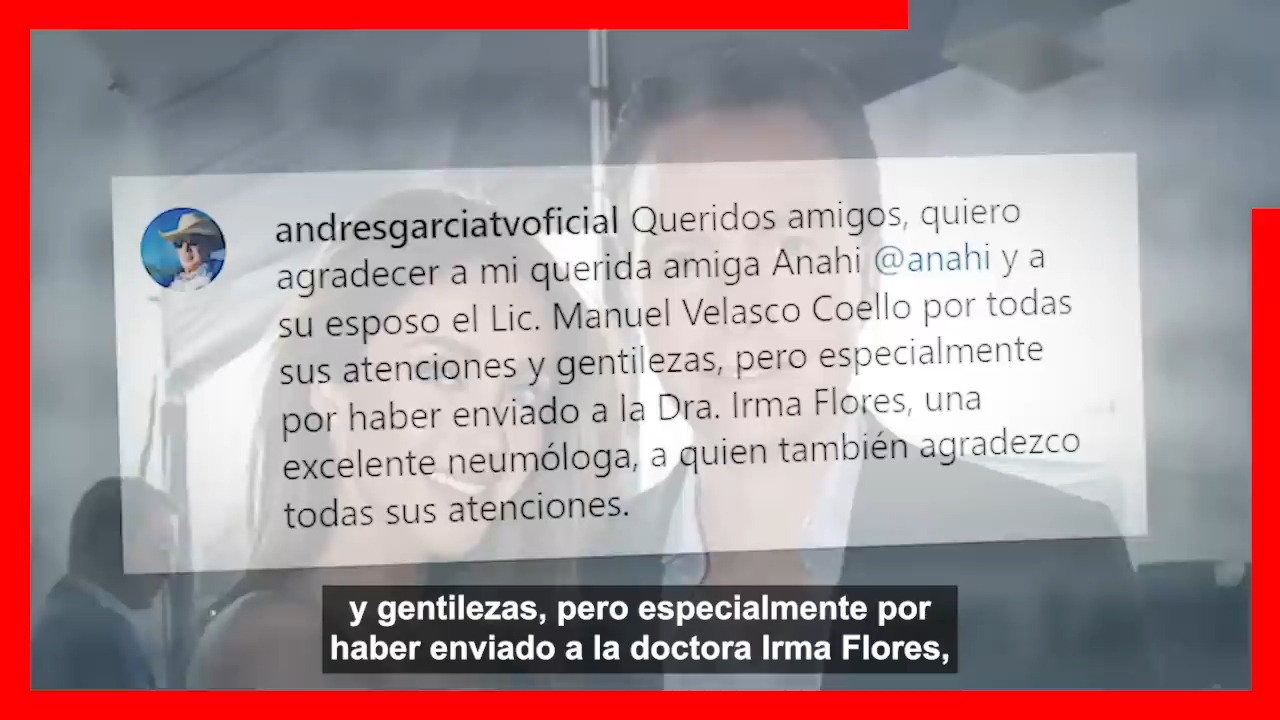 andresgarciatvoficial Queridos amigos, quiero
agradecer a mi querida amiga Anahi @anahi y a
su esposo el Lic. Manuel Velasco Coello por todas
sus atenciones y gentilezas, pero especialmente
por haber enviado a la Dra. Irma Flores, una
excelente neumóloga, a quien también agradezco
todas sus atenciones.
y gentilezas, pero especialmente por
haber enviado a la doctora Irma Flores,